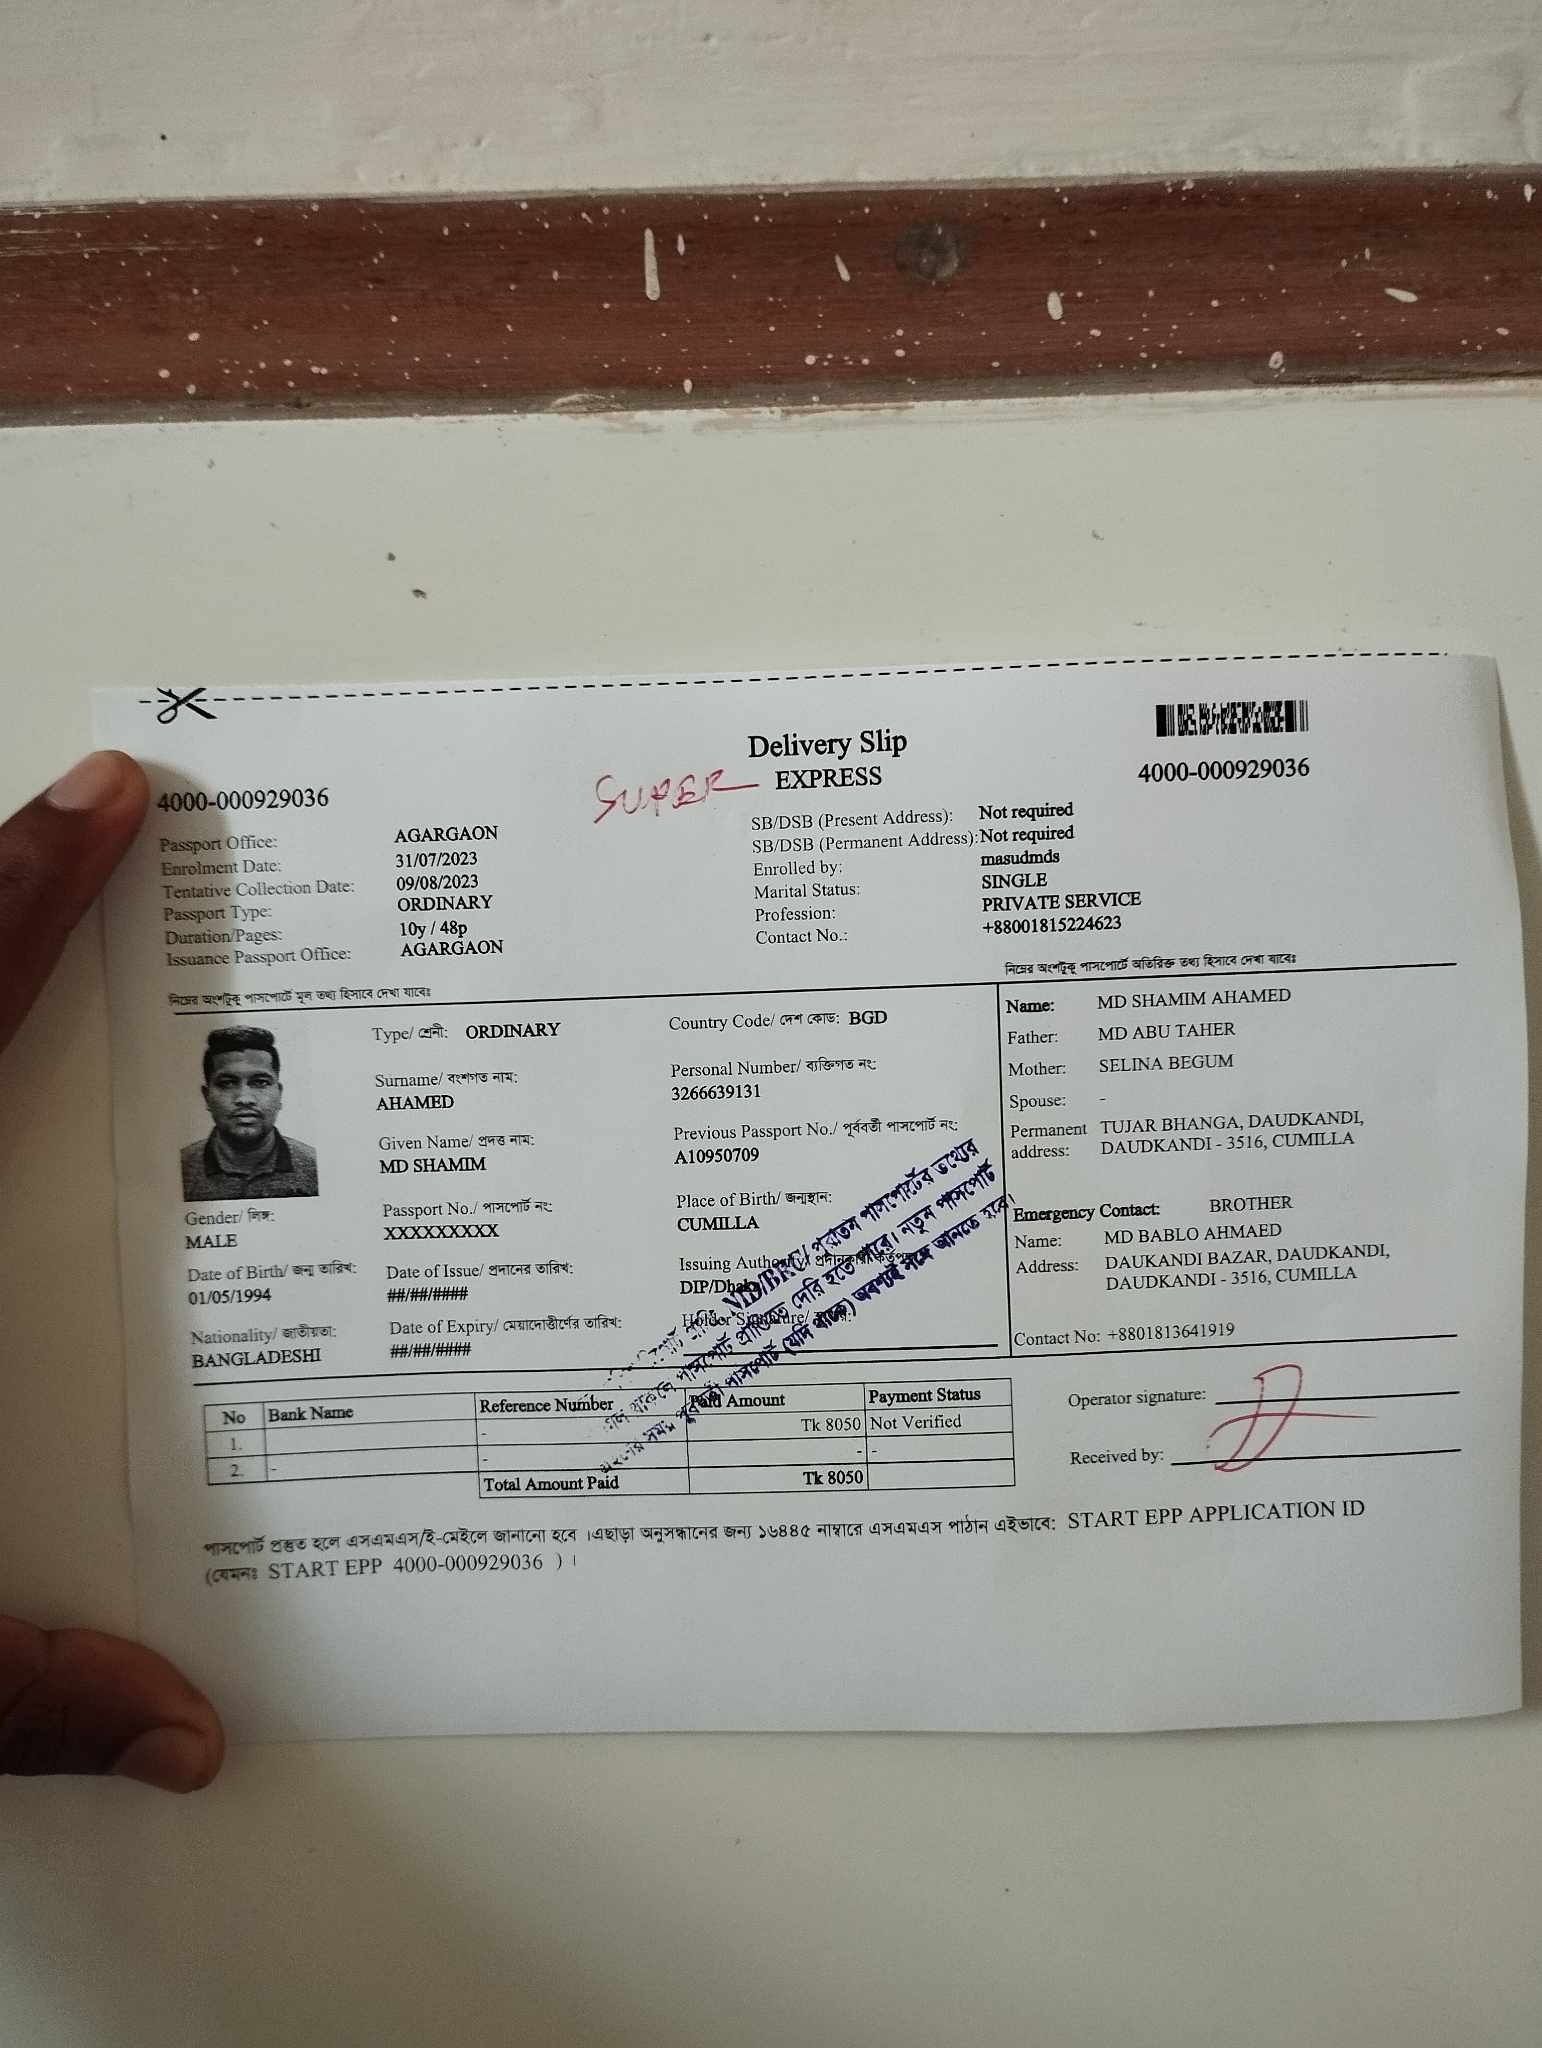 Delivery Slip
SUPER EXPRESS
4000-000929036
4000-000929036
Passport Office: AGARGAON
Enrolment Date: 31/07/2023
Tentative Collection Date: 09/08/2023
Passport Type: ORDINARY
Duration/Pages: 10y / 48p
Issuance Passport Office: AGARGAON
SB/DSB (Present Address): Not required
SB/DSB (Permanent Address): Not required
Enrolled by: masudmds
Marital Status: SINGLE
Profession: PRIVATE SERVICE
Contact No.: +88001815224623
নিম্নের অংশটুকু পাসপোর্টে মূল তথ্য হিসাবে দেখা যাবেঃ
Type/ শ্রেনী: ORDINARY
Country Code/ দেশ কোড: BGD
Surname/ বংশগত নাম:
AHAMED
Personal Number/ ব্যক্তিগত নং:
3266639131
Given Name/ প্রদত্ত নাম:
MD SHAMIM
Previous Passport No./ পূর্ববর্তী পাসপোর্ট নং:
A10950709
Passport No./ পাসপোর্ট নং:
XXXXXXXXX
Place of Birth/ জন্মস্থান:
CUMILLA
Gender/ লিঙ্গ:
MALE
Date of Birth/ জন্ম তারিখ:
01/05/1994
Date of Issue/ প্রদানের তারিখ:
##/##/####
Issuing Authority/ প্রদানকারী কর্তৃপক্ষ:
DIP/Dhaka
Nationality/ জাতীয়তা:
BANGLADESHI
Date of Expiry/ মেয়াদোত্তীর্ণের তারিখ:
##/##/####
Holder Signature/
NID/BRC/ পুরাতন পাসপোর্টের তথ্যের
পাসপোর্ট প্রাপ্তিতে দেরি হতে পারে। নতুন পাসপোর্ট
সময় পূর্ববর্তী পাসপোর্ট (যদি থাকে) অবশ্যই সঙ্গে আনতে হবে।
নিম্নের অংশটুকু পাসপোর্টে অতিরিক্ত তথ্য হিসাবে দেখা যাবেঃ
Name: MD SHAMIM AHAMED
Father: MD ABU TAHER
Mother: SELINA BEGUM
Spouse: -
Permanent address: TUJAR BHANGA, DAUDKANDI,
DAUDKANDI - 3516, CUMILLA
Emergency Contact: BROTHER
Name: MD BABLO AHMAED
Address: DAUKANDI BAZAR, DAUDKANDI,
DAUDKANDI - 3516, CUMILLA
Contact No: +8801813641919
No Bank Name Reference Number Paid Amount Payment Status
1. - Tk 8050 Not Verified
2. - - - -
Total Amount Paid Tk 8050
Operator signature:
Received by:
পাসপোর্ট প্রস্তুত হলে এসএমএস/ই-মেইলে জানানো হবে ।এছাড়া অনুসন্ধানের জন্য ১৬৪৪৫ নাম্বারে এসএমএস পাঠান এইভাবে: START EPP APPLICATION ID
(যেমনঃ START EPP 4000-000929036 ) ।